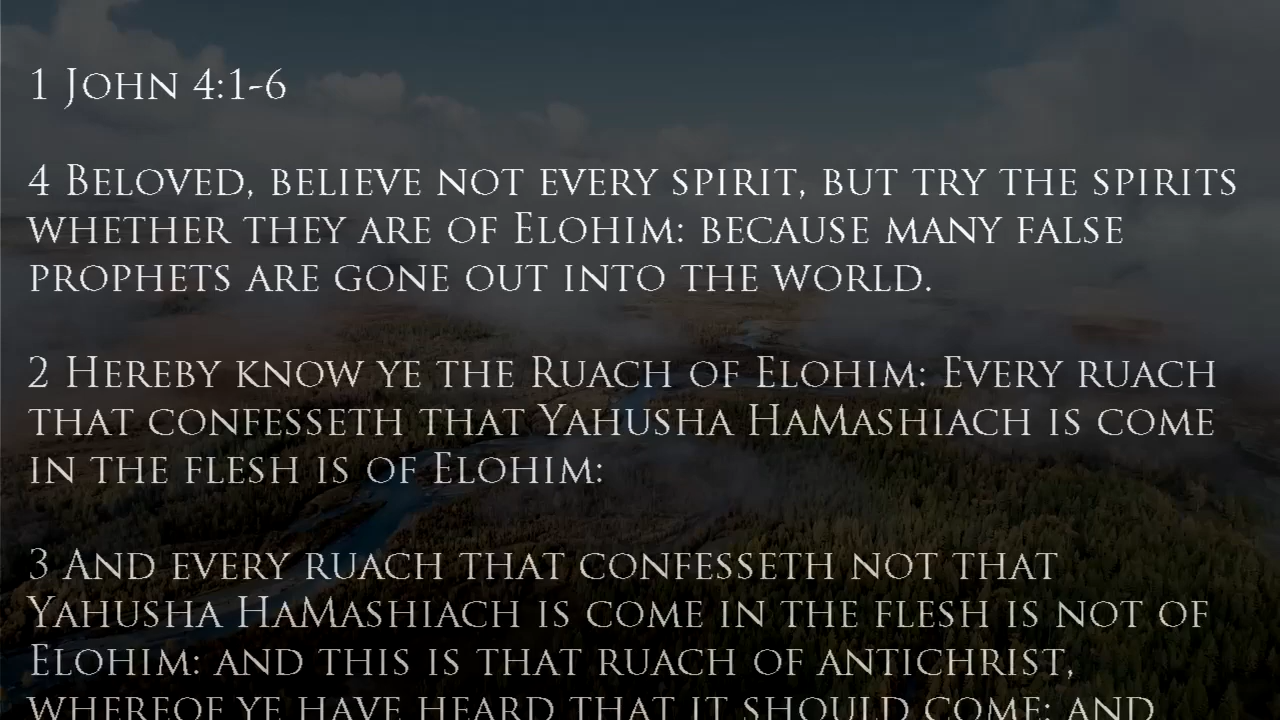 1 John 4:1-6
4 Beloved, believe not every spirit, but try the spirits
whether they are of Elohim: because many false
prophets are gone out into the world.
2 Hereby know ye the Ruach of Elohim: Every ruach
that confesseth that Yahusha HaMashiach is come
in the flesh is of Elohim:
3 And every ruach that confesseth not that
Yahusha HaMashiach is come in the flesh is not of
Elohim: and this is that ruach of antichrist,
whereof ye have heard that it should come; and